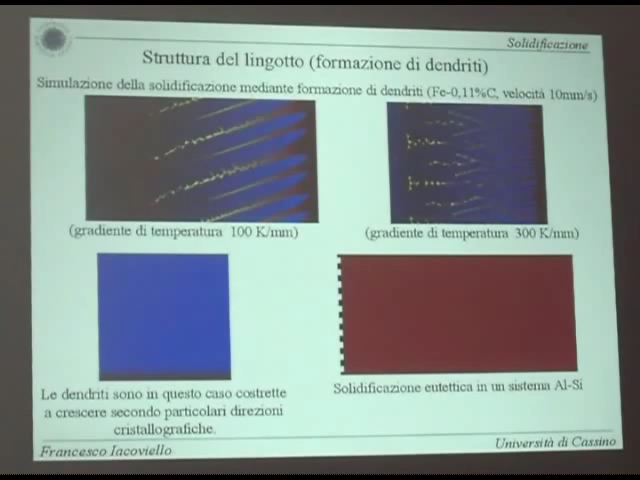 Solidificazione
Struttura del lingotto (formazione di dendriti)
Simulazione della solidificazione mediante formazione di dendriti (Fe-0,11%C, velocità 10mm/s)
(gradiente di temperatura 100 K/mm)
(gradiente di temperatura 300 K/mm)
Le dendriti sono in questo caso costrette
a crescere secondo particolari direzioni
cristallografiche.
Solidificazione eutettica in un sistema Al-Si
Francesco Iacoviello
Università di Cassino